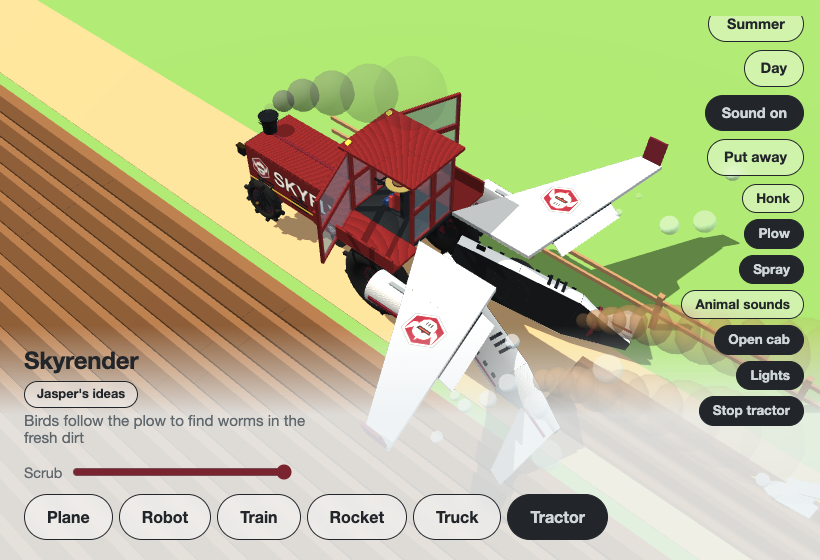 Summer
Day
Sound on
Put away
Honk
Plow
Spray
Animal sounds
Open cab
Lights
Stop tractor
Skyrender
Jasper's ideas
Birds follow the plow to find worms in the
fresh dirt
Scrub
Plane
Robot
Train
Rocket
Truck
Tractor